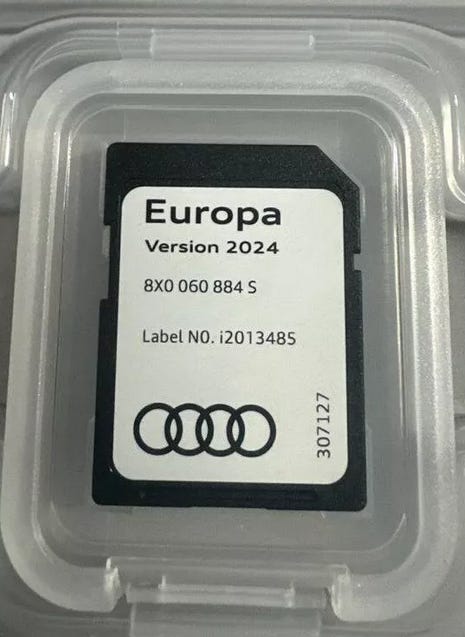 Europa
Version 2024
8X0 060 884 S
Label N0. i2013485
307127